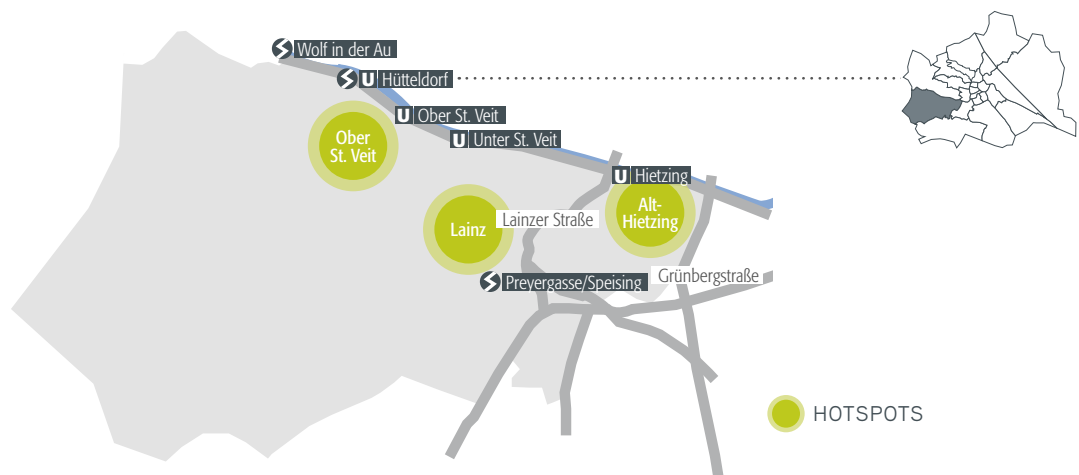 Wolf in der Au
U Hütteldorf
U Ober St. Veit
U Unter St. Veit
Ober
St. Veit
U Hietzing
Alt-
Hietzing
Lainz
Lainzer Straße
Prevergasse/Speising
Grünbergstraße
HOTSPOTS